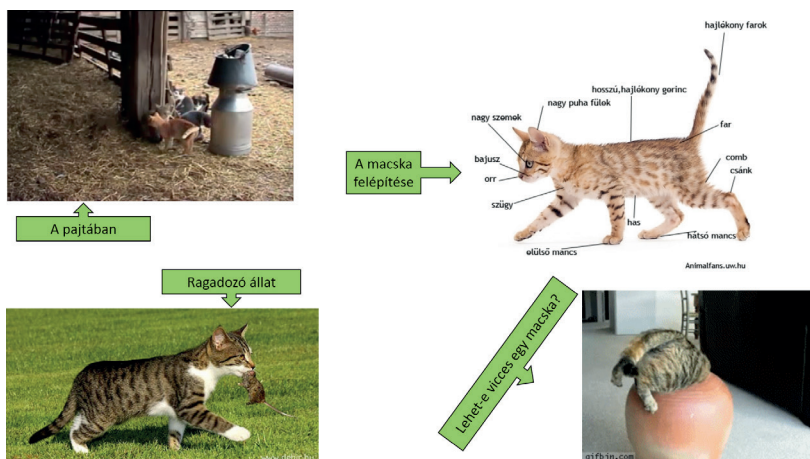 hajlékony farok
hosszú,hajlékony gerinc
nagy puha fülek
nagy szemek
far
bajusz
comb
orr
csánk
szügy
has
hátsó mancs
elülső mancs
Animalfans.uw.hu
A macska
felépítése
A pajtában
Ragadozó állat
Lehet-e vicces egy macska?
gifbin.com